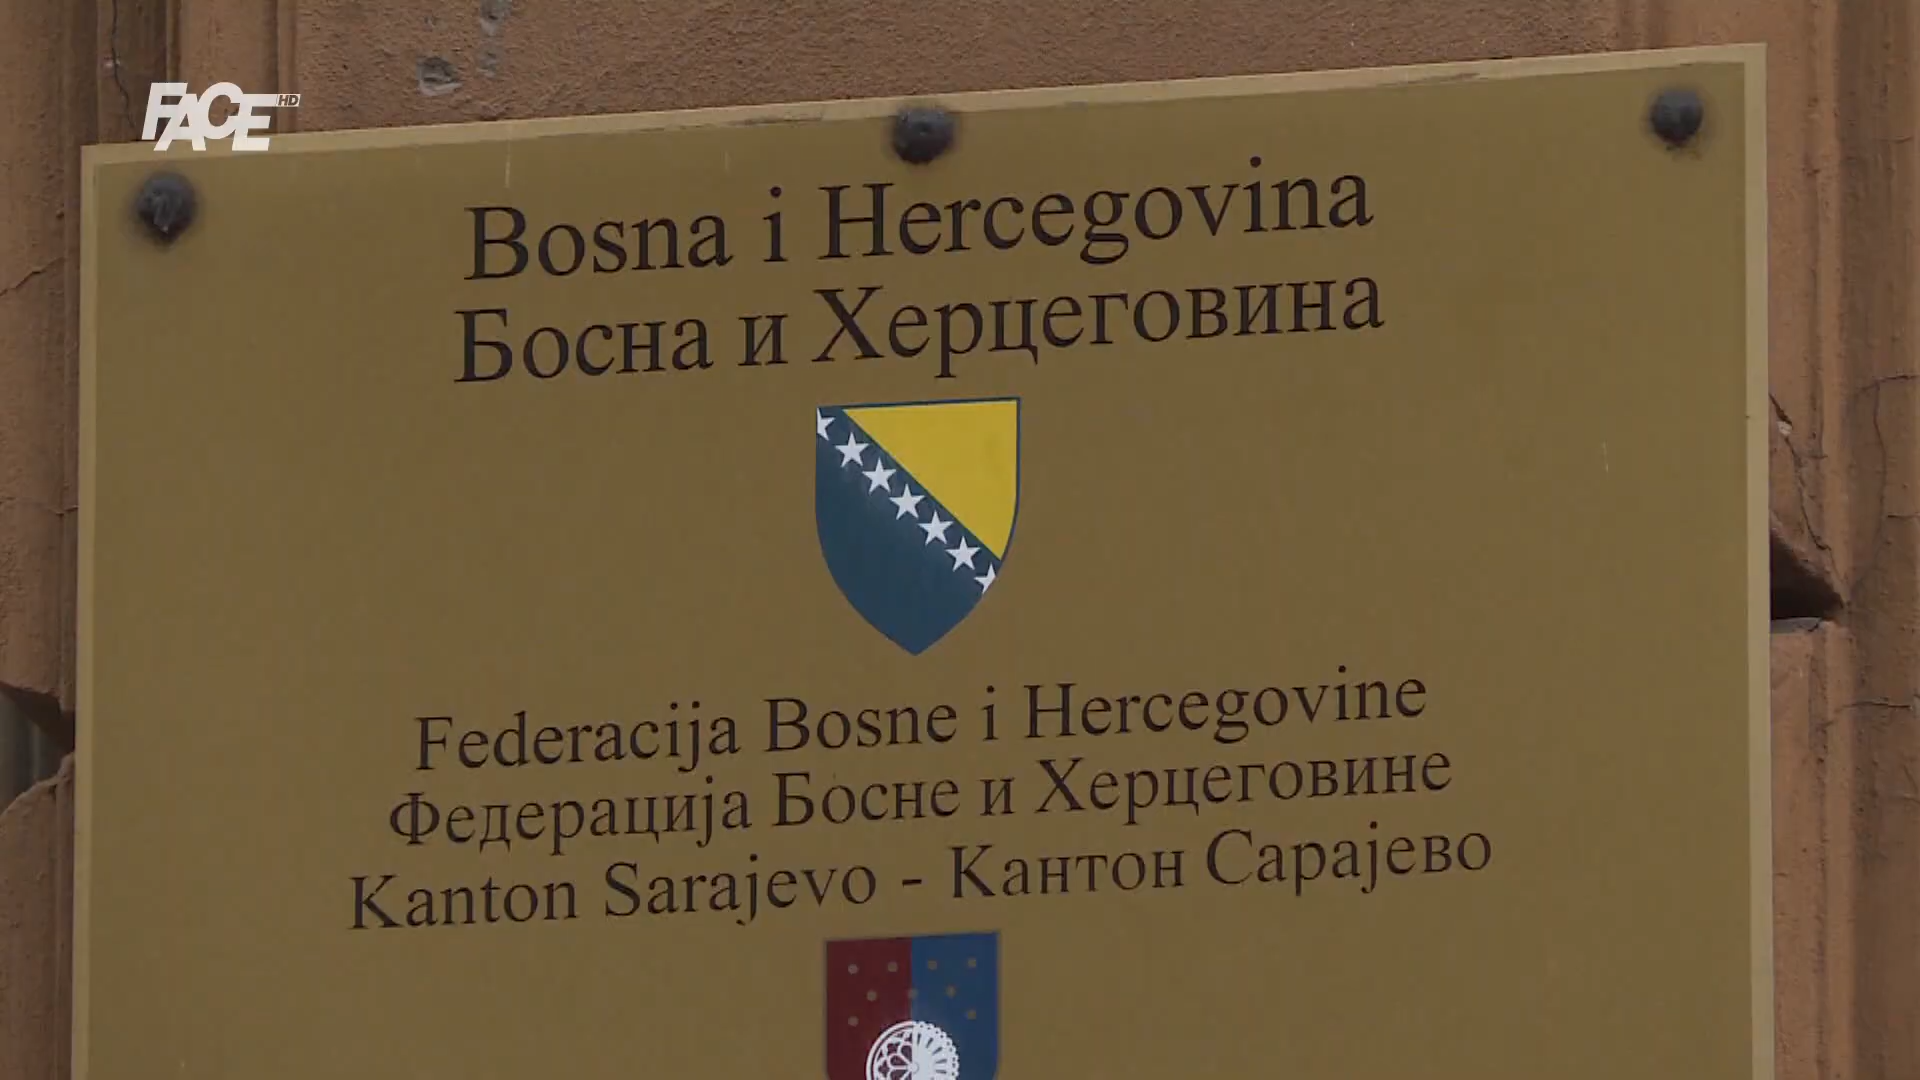 FACE HD
Bosna i Hercegovina
Босна и Херцеговина
Federacija Bosne i Hercegovine
Федерација Босне и Херцеговине
Kanton Sarajevo - Кантон Сарајево